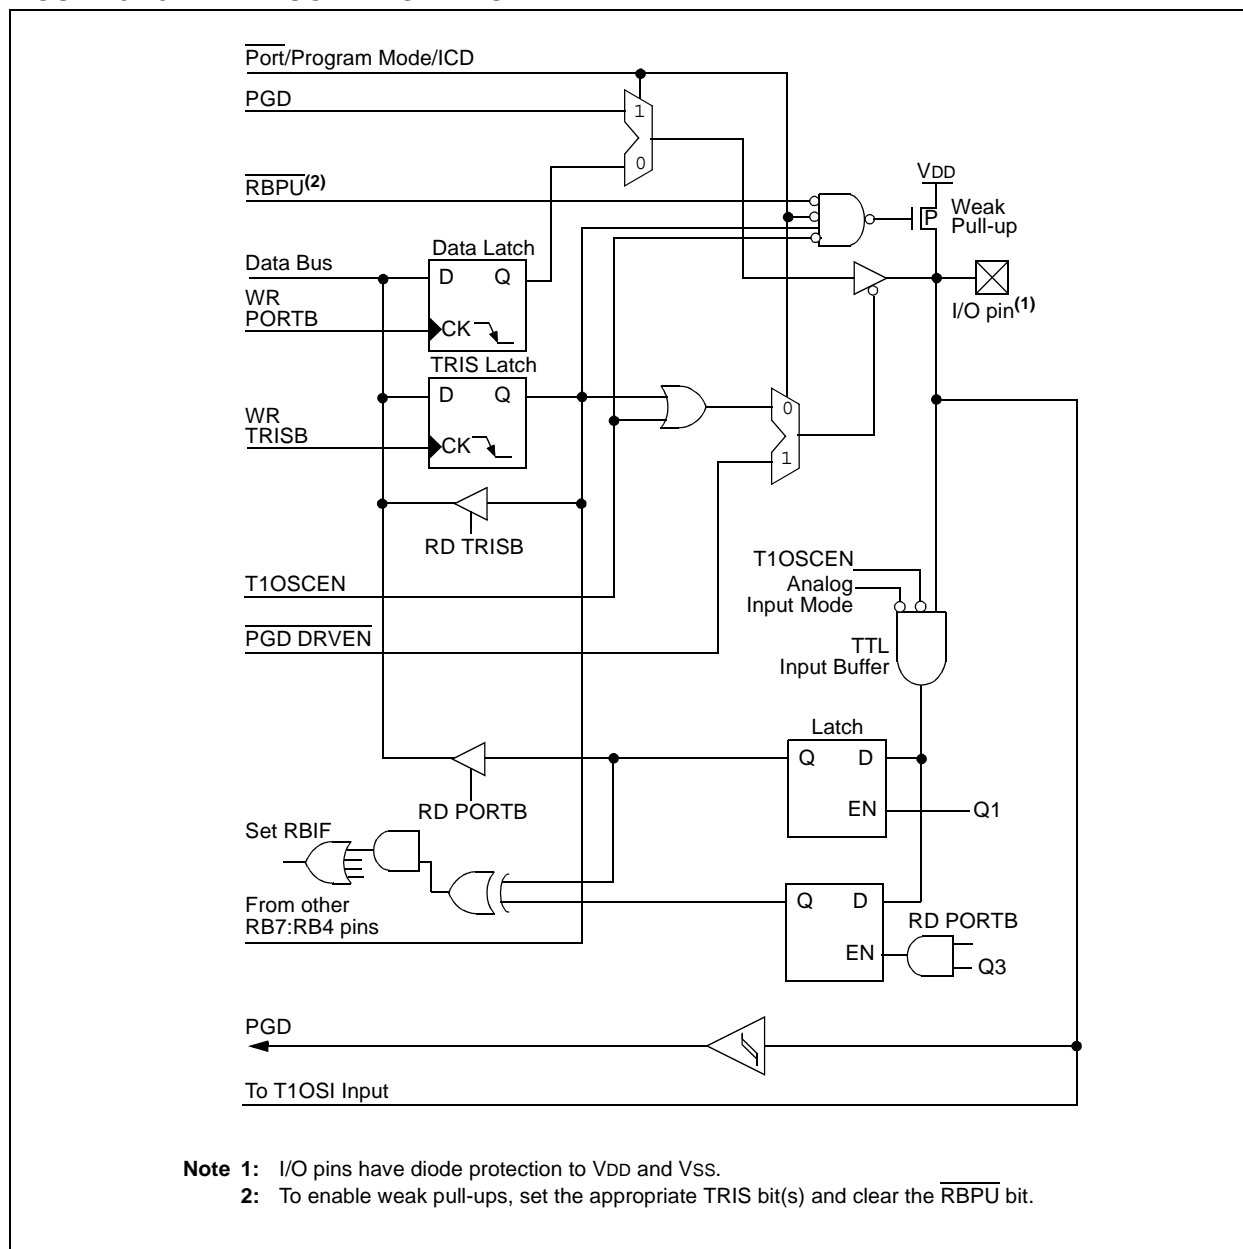 Port/Program Mode/ICD
PGD
1
0
RBPU(2)
VDD
P
Weak
Pull-up
Data Latch
Data Bus
D Q
WR
PORTB
CK
I/O pin(1)
TRIS Latch
D Q
WR
TRISB
CK
0
1
RD TRISB
T1OSCEN
T1OSCEN
Analog
Input Mode
PGD DRVEN
TTL
Input Buffer
Latch
Q D
EN
Q1
RD PORTB
Set RBIF
Q D
From other
RB7:RB4 pins
RD PORTB
EN
Q3
PGD
To T1OSI Input
Note 1: I/O pins have diode protection to VDD and VSS.
2: To enable weak pull-ups, set the appropriate TRIS bit(s) and clear the RBPU bit.